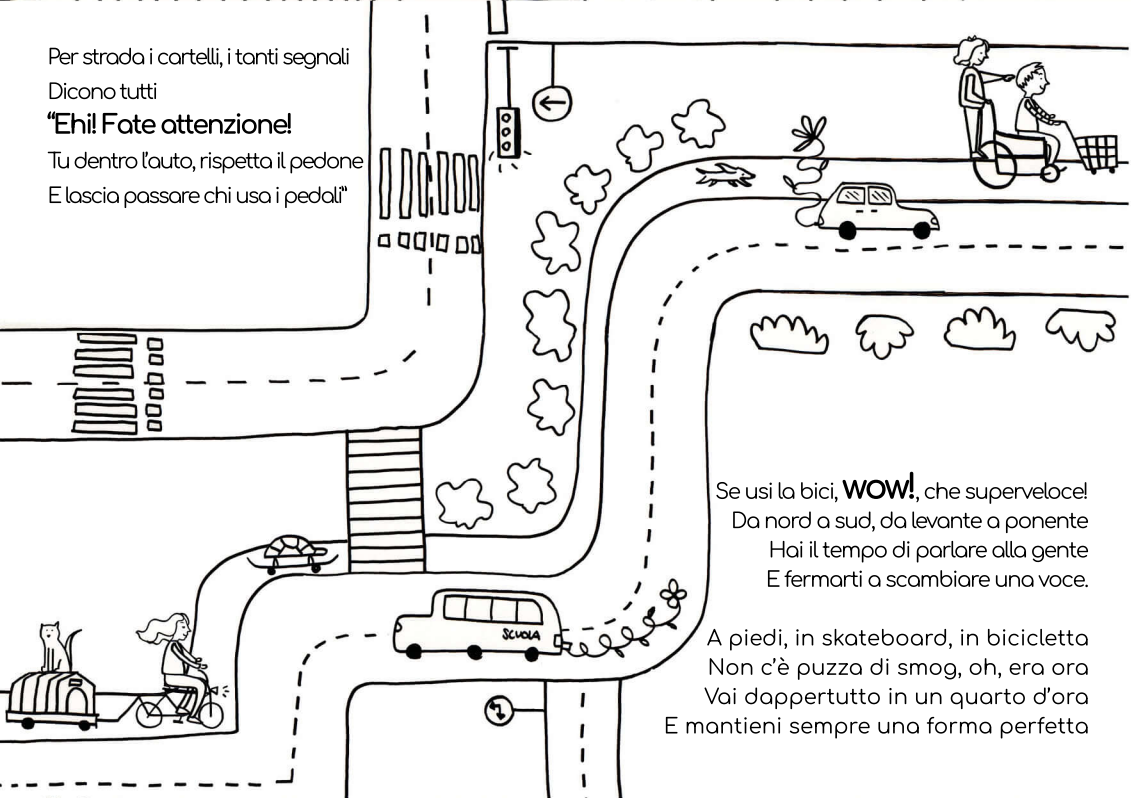 Per strada i cartelli, i tanti segnali
Dicono tutti
“Ehi! Fate attenzione!
Tu dentro l’auto, rispetta il pedone
E lascia passare chi usa i pedali”
SCUOLA
Se usi la bici, WOW!, che superveloce!
Da nord a sud, da levante a ponente
Hai il tempo di parlare alla gente
E fermarti a scambiare una voce.
A piedi, in skateboard, in bicicletta
Non c’è puzza di smog, oh, era ora
Vai dappertutto in un quarto d’ora
E mantieni sempre una forma perfetta